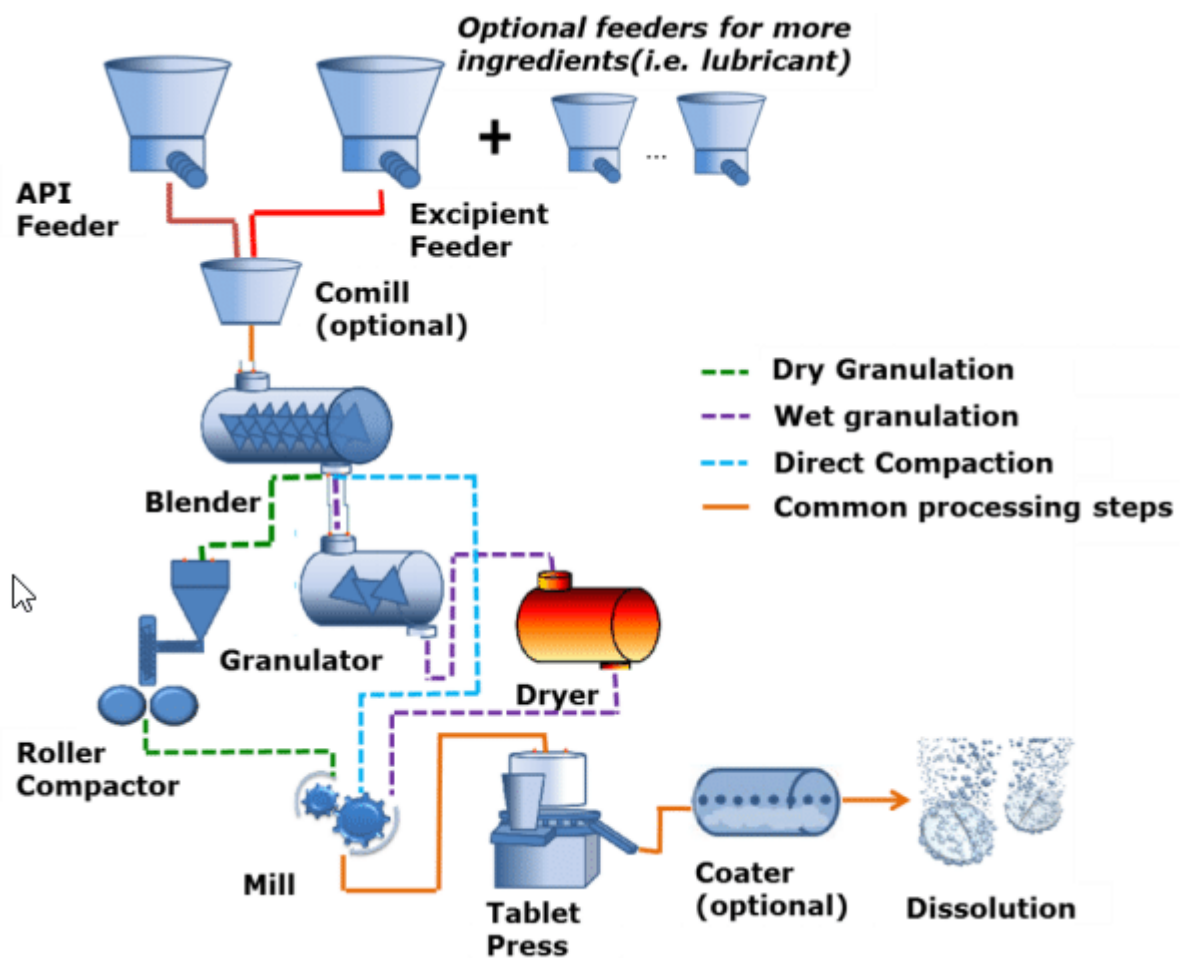 Optional feeders for more
ingredients(i.e. lubricant)
+
...
API
Feeder
Excipient
Feeder
Comill
(optional)
Dry Granulation
Wet granulation
Direct Compaction
Common processing steps
Blender
Granulator
Dryer
Roller
Compactor
Mill
Tablet
Press
Coater
(optional)
Dissolution